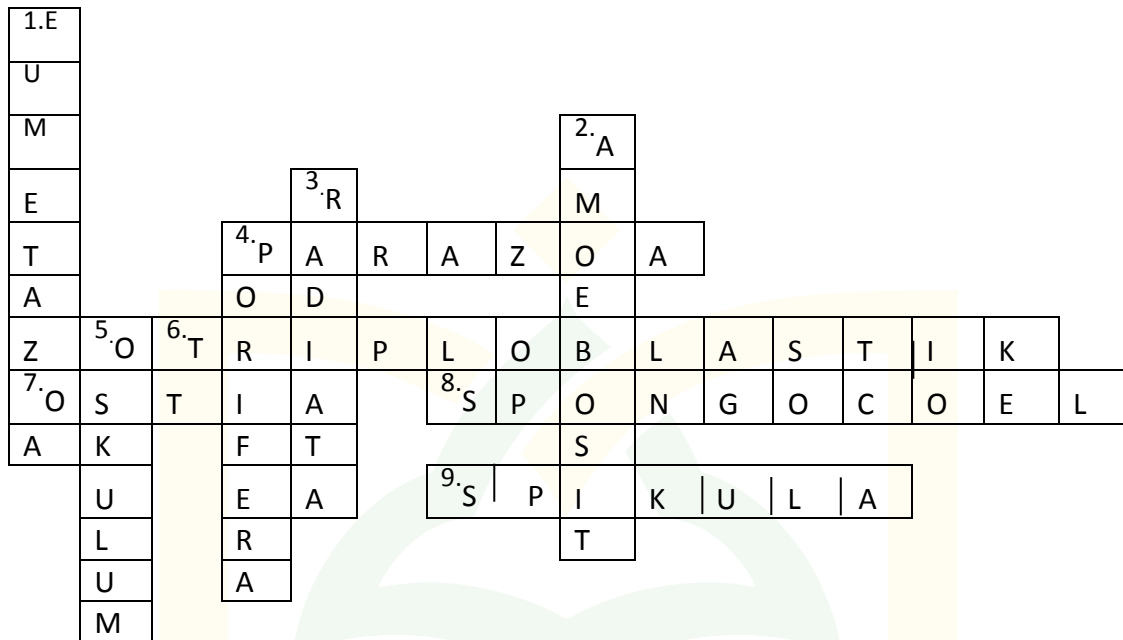 1.E
U
M 2.A
E 3.R M
T 4.P A R A Z O A
A O D E
Z 5.O 6.T R I P L O B L A S T I K
7.O S T I A 8.S P O N G O C O E L
A K F T S
U E A 9.S P I K U L A
L R T
U A
M